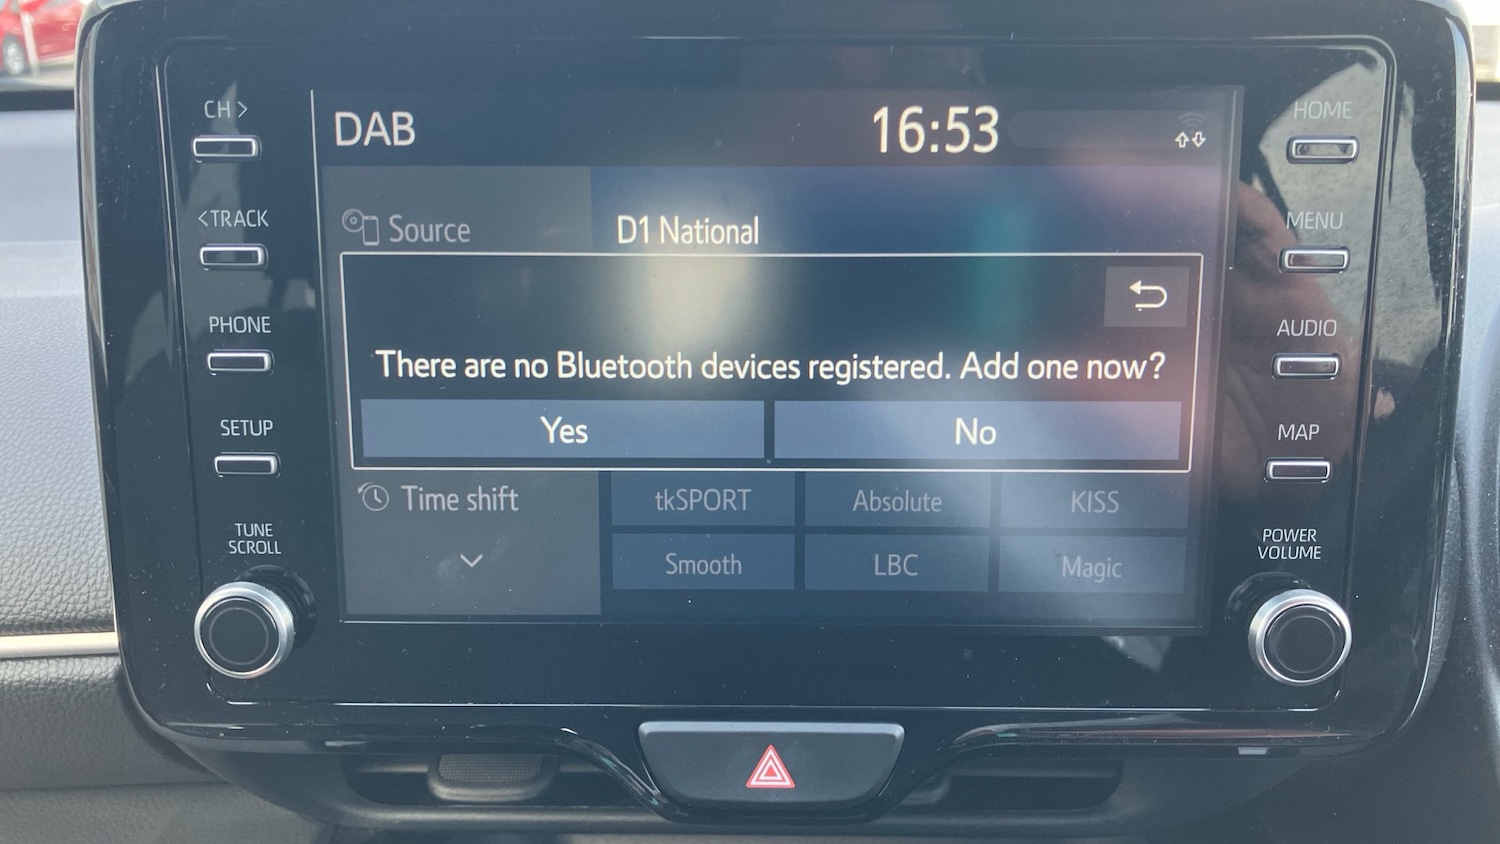 CH>
<TRACK
PHONE
SETUP
TUNE
SCROLL
DAB
16:53
Source
D1 National
There are no Bluetooth devices registered. Add one now?
Yes
No
Time shift
tkSPORT
Absolute
KISS
Smooth
LBC
Magic
HOME
MENU
AUDIO
MAP
POWER
VOLUME